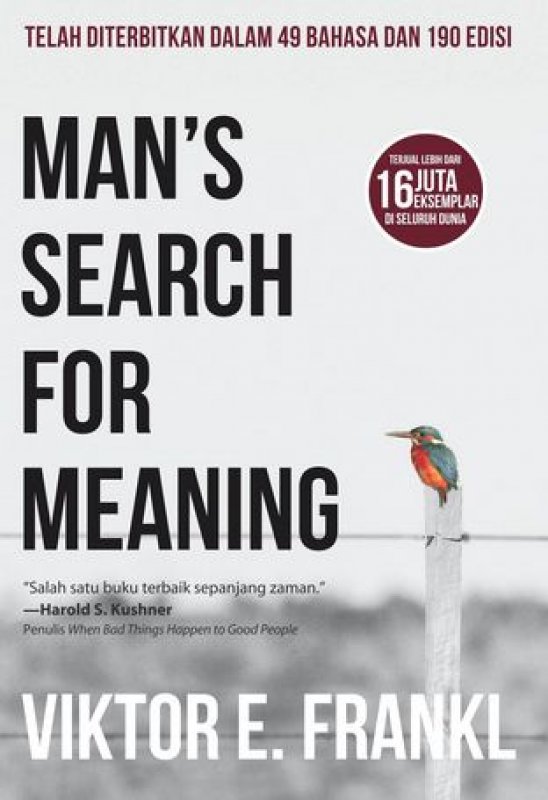 TELAH DITERBITKAN DALAM 49 BAHASA DAN 190 EDISI
MAN'S
SEARCH
FOR
MEANING
TERJUAL LEBIH DARI
16 JUTA
EKSEMPLAR
DI SELURUH DUNIA
"Salah satu buku terbaik sepanjang zaman."
—Harold S. Kushner
Penulis When Bad Things Happen to Good People
VIKTOR E. FRANKL